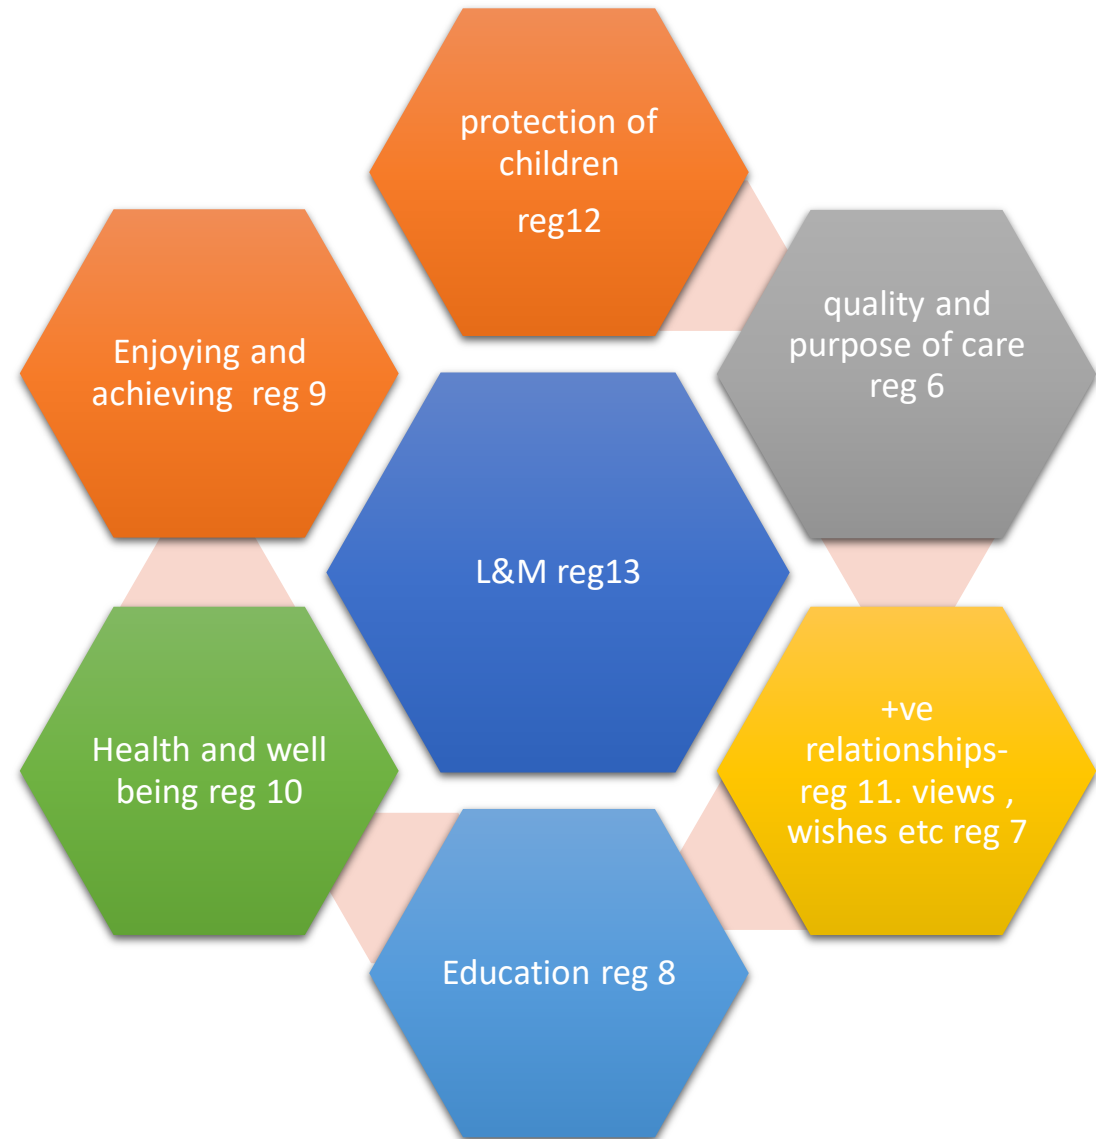 protection of
children
reg12
quality and
purpose of care
reg 6
Enjoying and
achieving  reg 9
L&M reg13
+ve
relationships-
reg 11. views ,
wishes etc reg 7
Health and well
being reg 10
Education reg 8